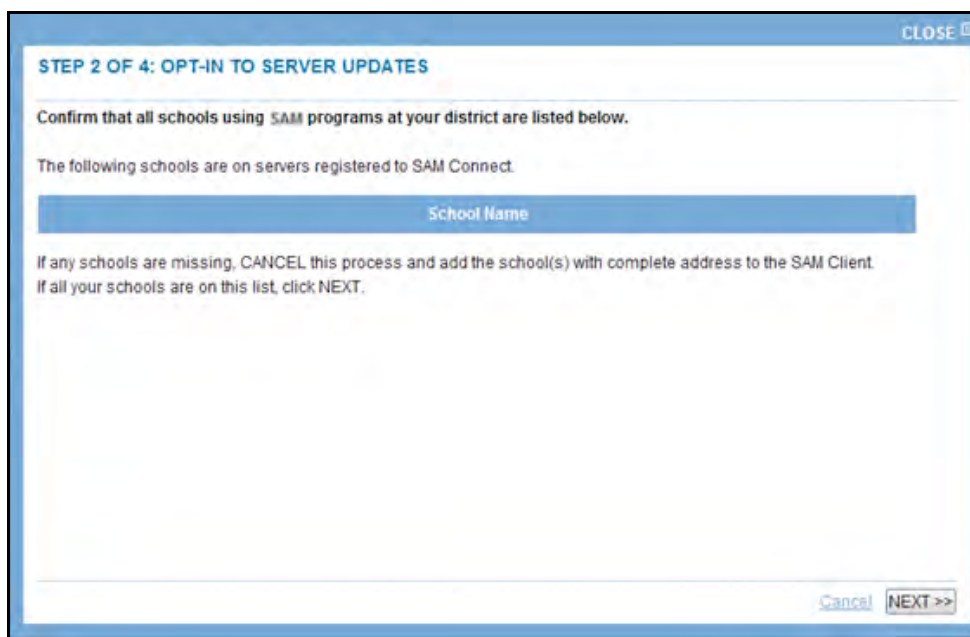 CLOSE
STEP 2 OF 4: OPT-IN TO SERVER UPDATES
Confirm that all schools using SAM programs at your district are listed below.
The following schools are on servers registered to SAM Connect.
School Name
If any schools are missing, CANCEL this process and add the school(s) with complete address to the SAM Client.
If all your schools are on this list, click NEXT.
Cancel NEXT >>